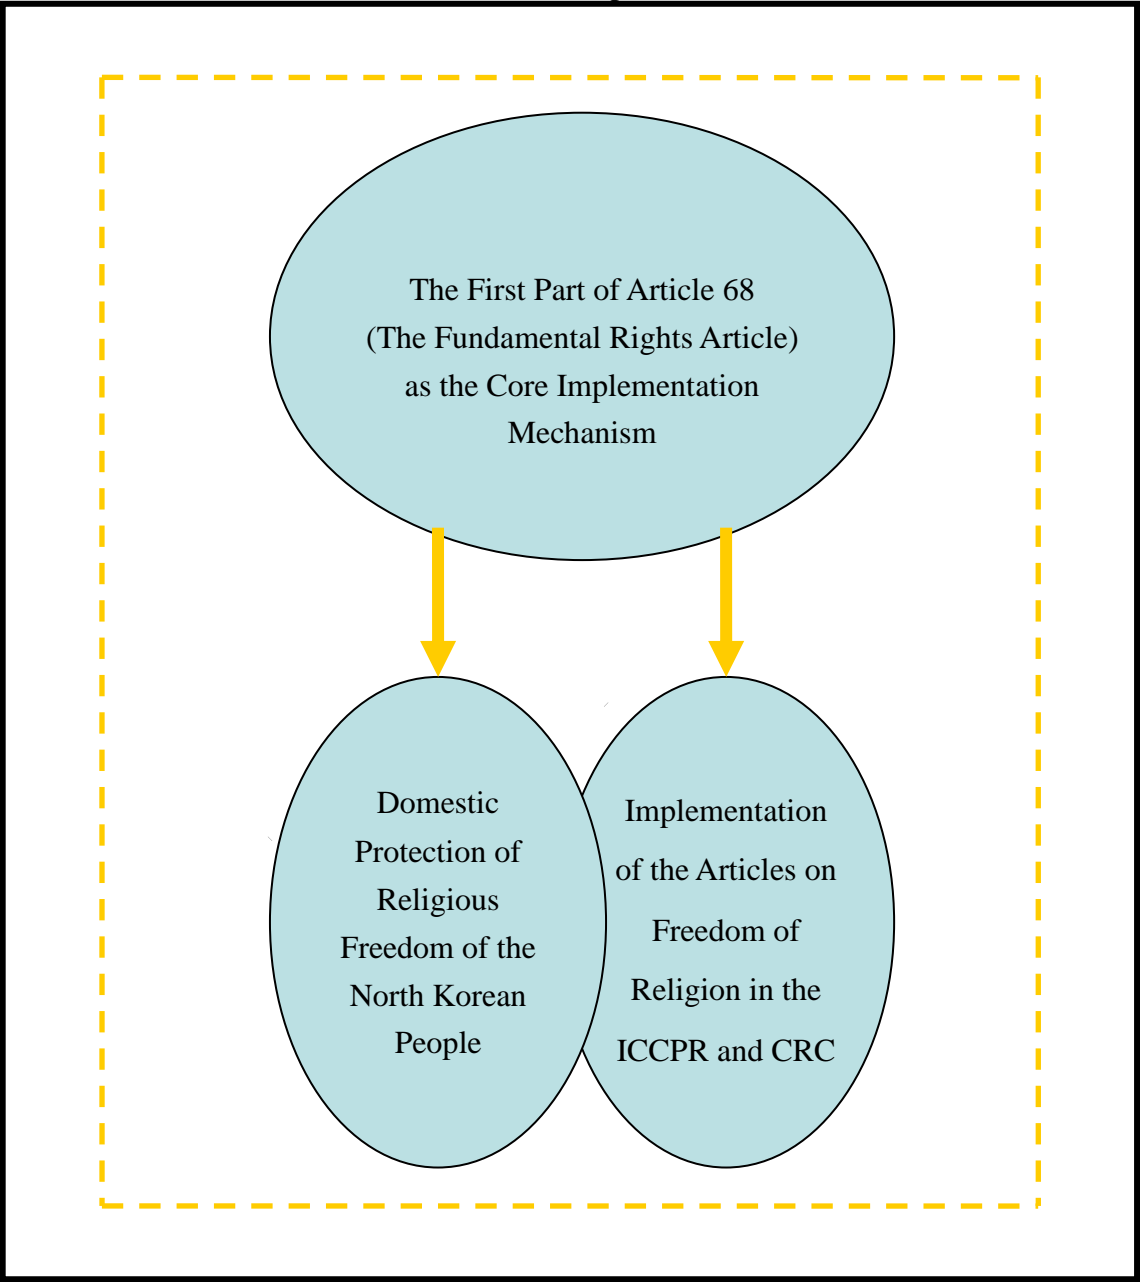 The First Part of Article 68
(The Fundamental Rights Article)
as the Core Implementation
Mechanism
Domestic
Protection of
Religious
Freedom of the
North Korean
People
Implementation
of the Articles on
Freedom of
Religion in the
ICCPR and CRC